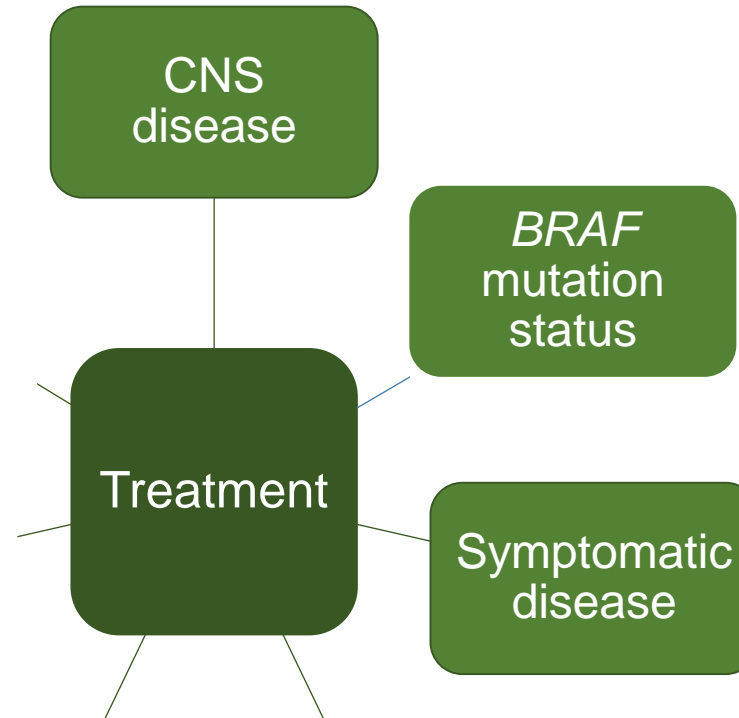 CNS
disease
BRAF
mutation
status
Treatment
Symptomatic
disease